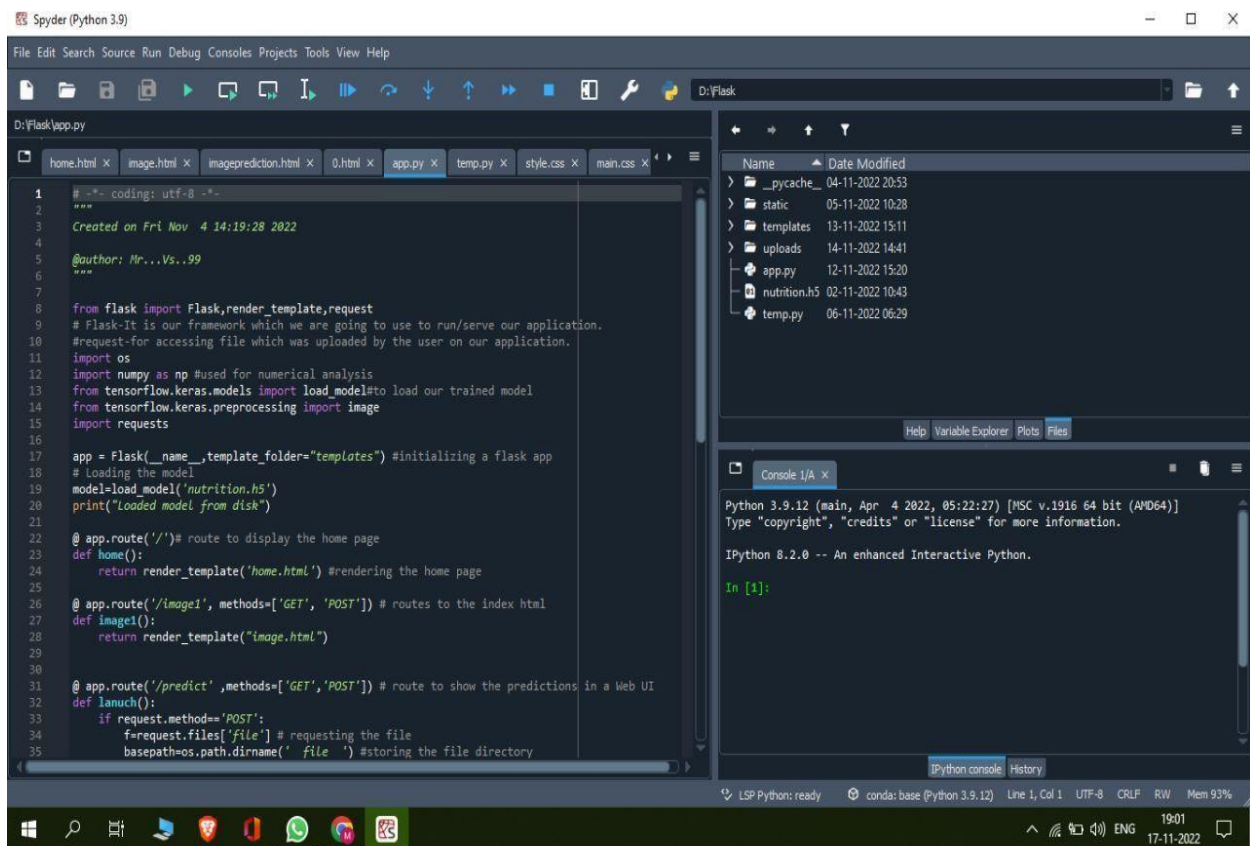 Spyder (Python 3.9)
File Edit Search Source Run Debug Consoles Projects Tools View Help
D:\Flask
D:\Flask\app.py
home.html × image.html × imageprediction.html × 0.html × app.py × temp.py × style.css × main.css ×
1 # -*- coding: utf-8 -*-
2 """
3 Created on Fri Nov  4 14:19:28 2022
4
5 @author: Mr...Vs..99
6 """
7
8 from flask import Flask,render_template,request
9 # Flask-It is our framework which we are going to use to run/serve our application.
10 #request-for accessing file which was uploaded by the user on our application.
11 import os
12 import numpy as np #used for numerical analysis
13 from tensorflow.keras.models import load_model#to load our trained model
14 from tensorflow.keras.preprocessing import image
15 import requests
16
17 app = Flask(__name__,template_folder="templates") #initializing a flask app
18 # Loading the model
19 model=load_model('nutrition.h5')
20 print("Loaded model from disk")
21
22 @ app.route('/')# route to display the home page
23 def home():
24     return render_template('home.html') #rendering the home page
25
26 @ app.route('/image1', methods=['GET', 'POST']) # routes to the index html
27 def image1():
28     return render_template("image.html")
29
30
31 @ app.route('/predict' ,methods=['GET','POST']) # route to show the predictions in a Web UI
32 def lanuch():
33     if request.method=='POST':
34         f=request.files['file'] # requesting the file
35         basepath=os.path.dirname('__file__') #storing the file directory
Name Date Modified
__pycache__ 04-11-2022 20:53
static 05-11-2022 10:28
templates 13-11-2022 15:11
uploads 14-11-2022 14:41
app.py 12-11-2022 15:20
nutrition.h5 02-11-2022 10:43
temp.py 06-11-2022 06:29
Help Variable Explorer Plots Files
Console 1/A ×
Python 3.9.12 (main, Apr  4 2022, 05:22:27) [MSC v.1916 64 bit (AMD64)]
Type "copyright", "credits" or "license" for more information.
IPython 8.2.0 -- An enhanced Interactive Python.
In [1]:
IPython console History
LSP Python: ready conda: base (Python 3.9.12) Line 1, Col 1 UTF-8 CRLF RW Mem 93%
ENG 19:01
17-11-2022